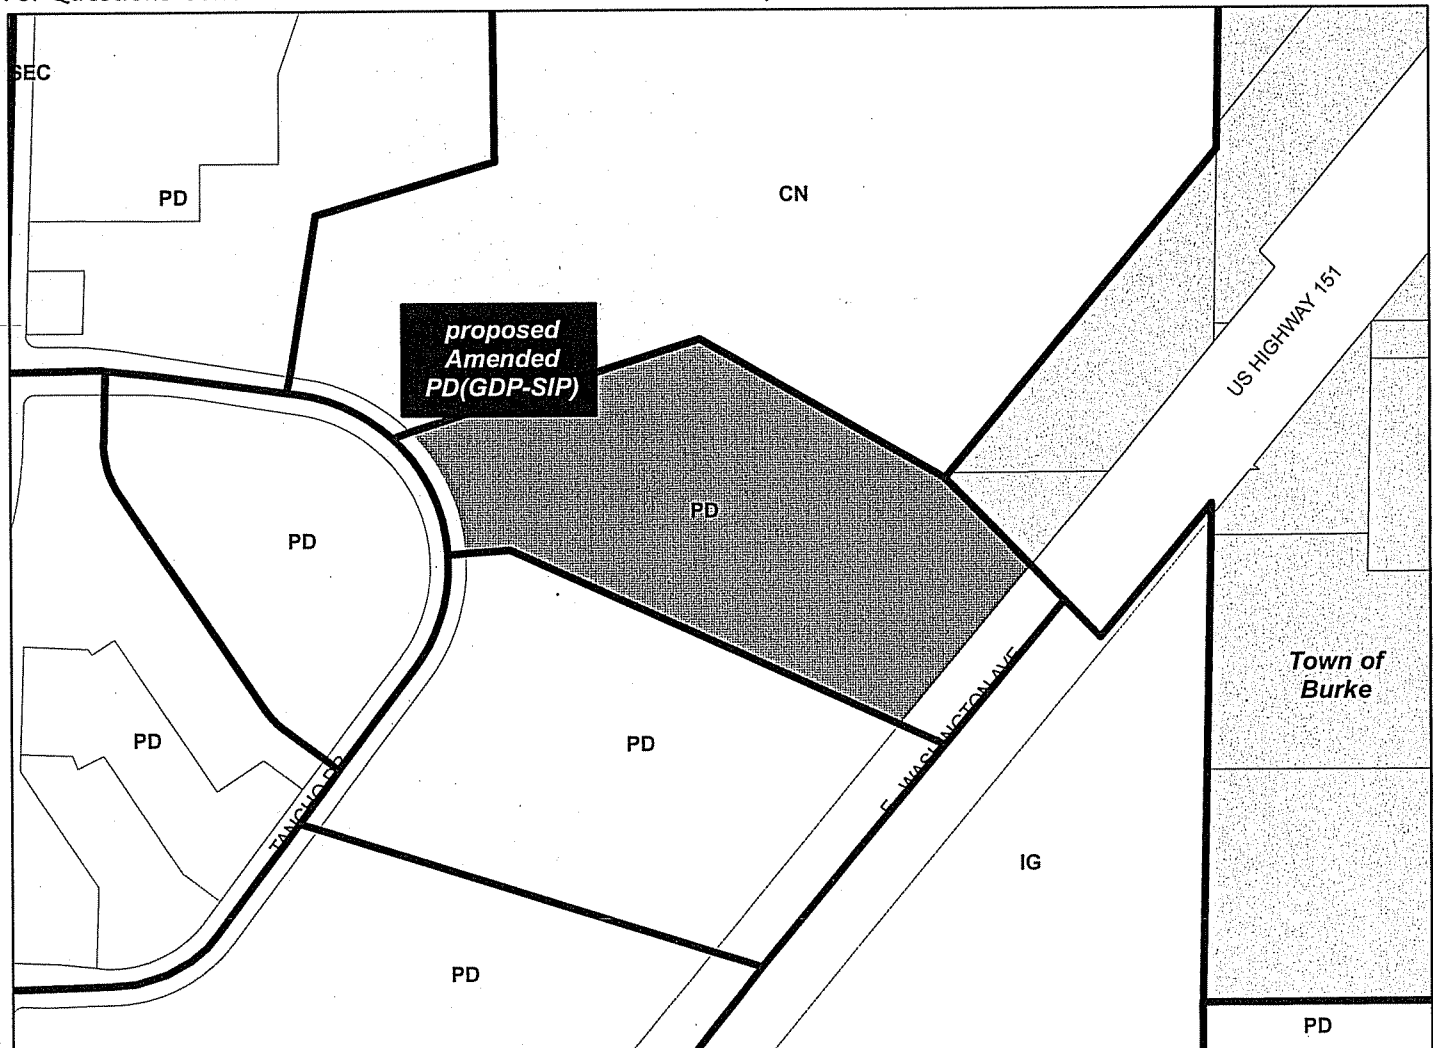 SEC
PD
CN
US HIGHWAY 151
proposed
Amended
PD(GDP-SIP)
PD
PD
Town of
Burke
PD
PD
E. WASHINGTON AVE
TANCHO DR
IG
PD
PD